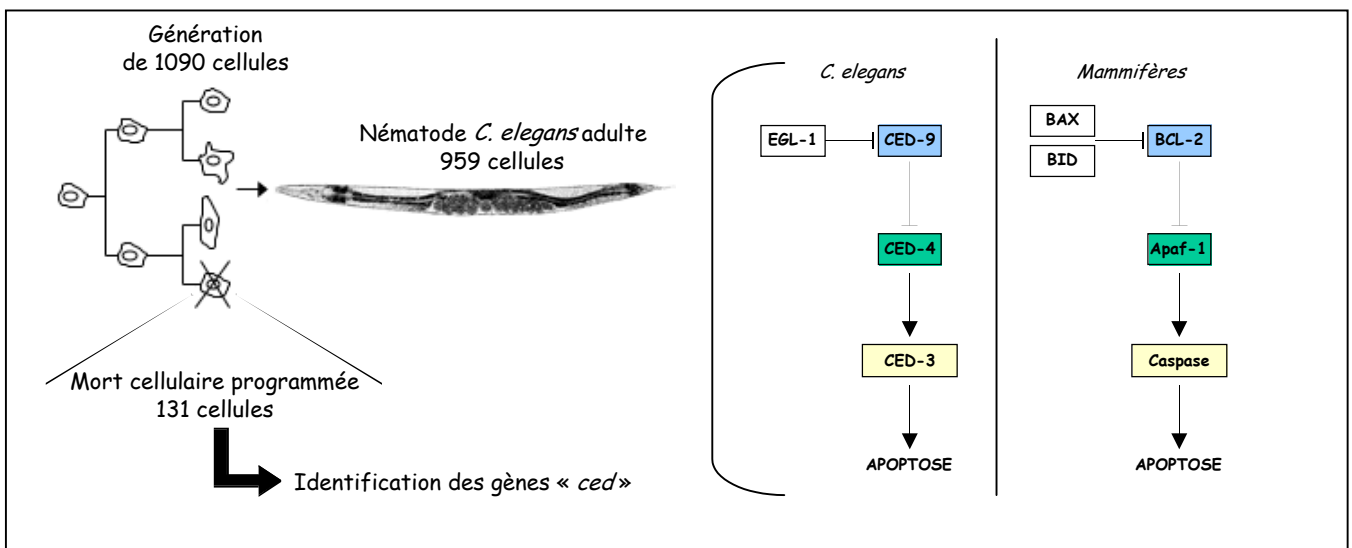 Génération
de 1090 cellules
Nématode C. elegans adulte
959 cellules
Mort cellulaire programmée
131 cellules
Identification des gènes « ced »
C. elegans
EGL-1
CED-9
CED-4
CED-3
APOPTOSE
Mammifères
BAX
BID
BCL-2
Apaf-1
Caspase
APOPTOSE